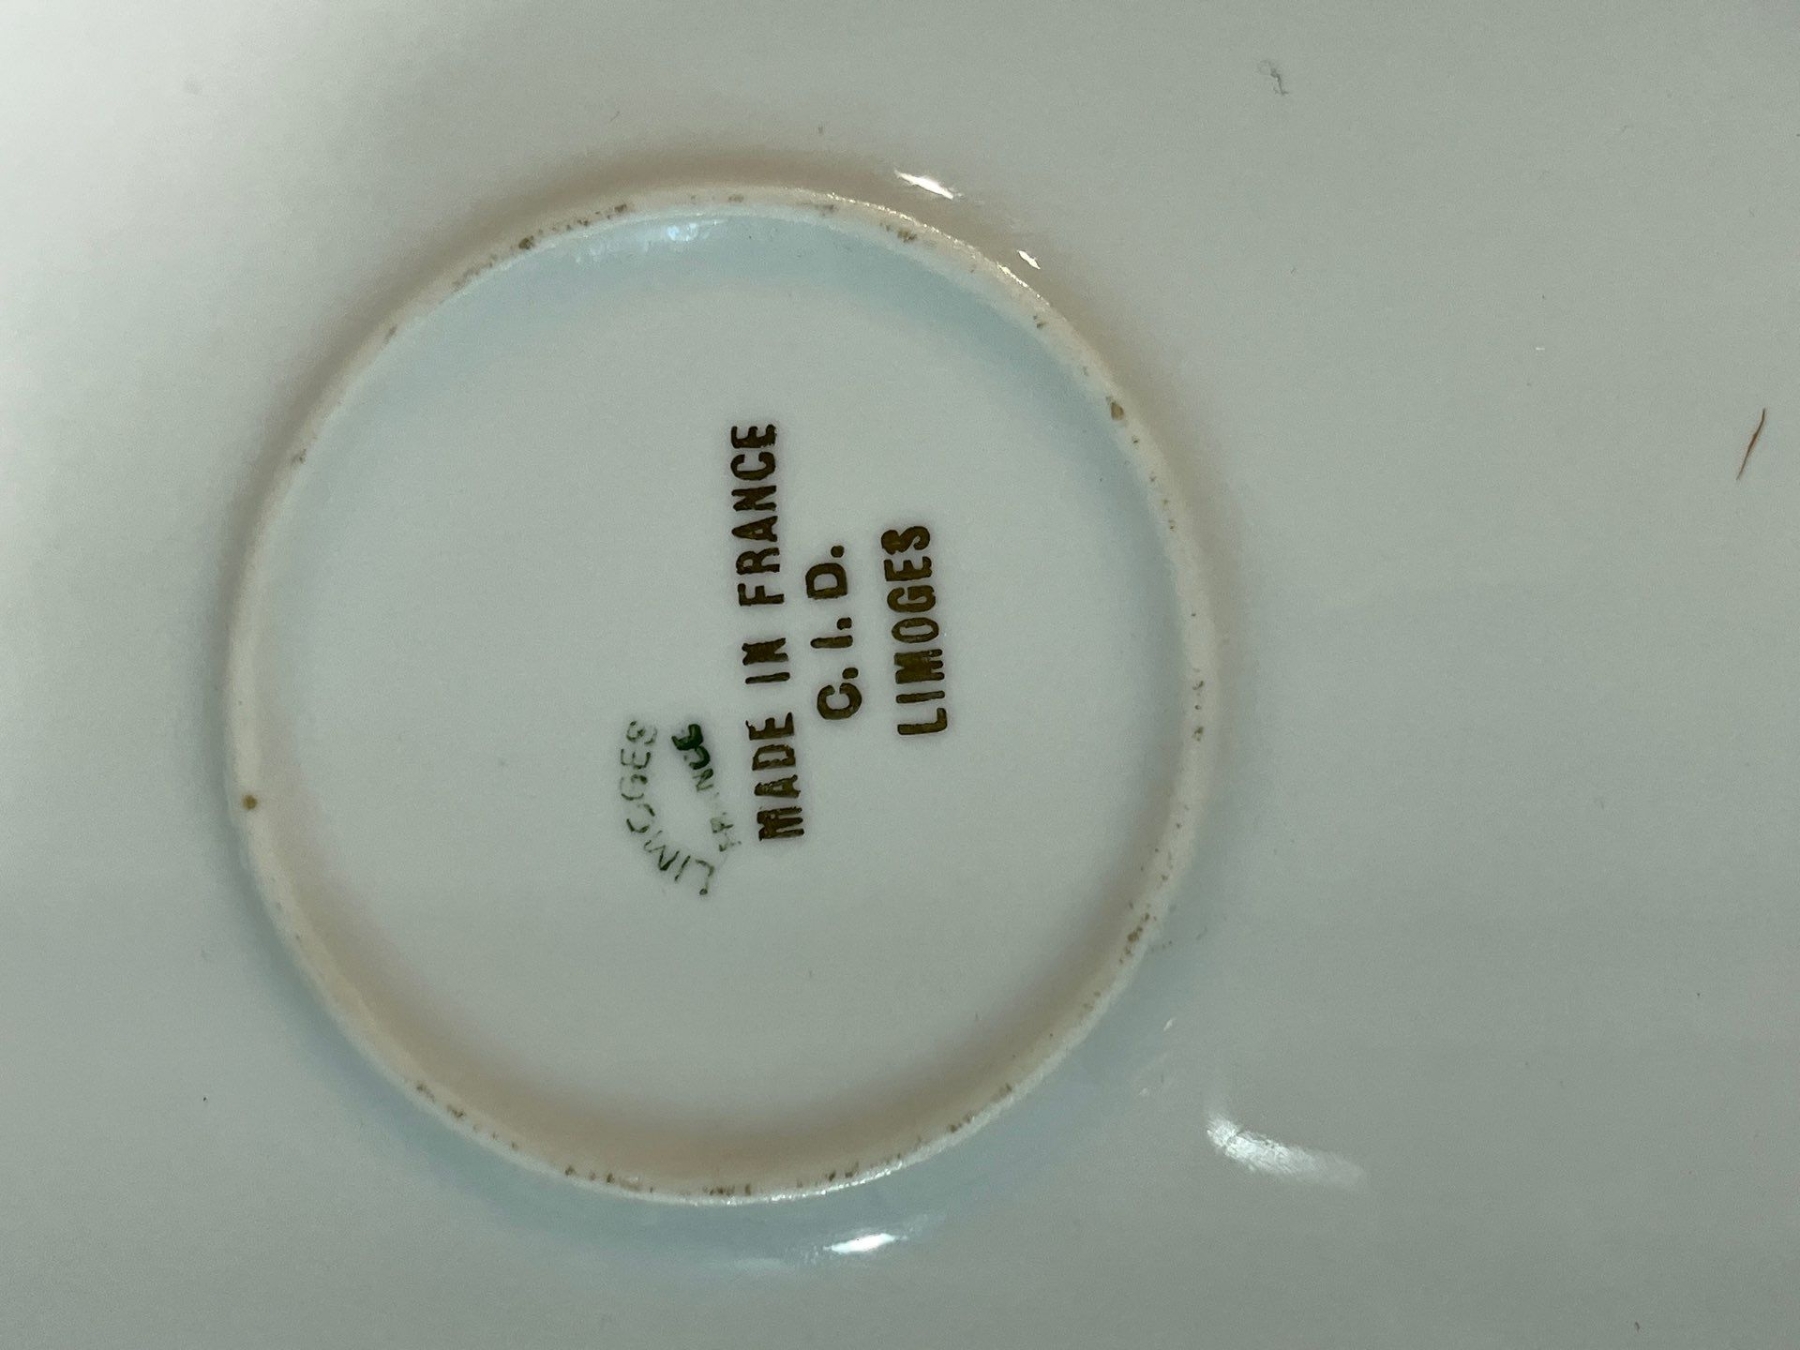 LIMOGES
FRANCE
MADE IN FRANCE
C.I.D.
LIMOGES